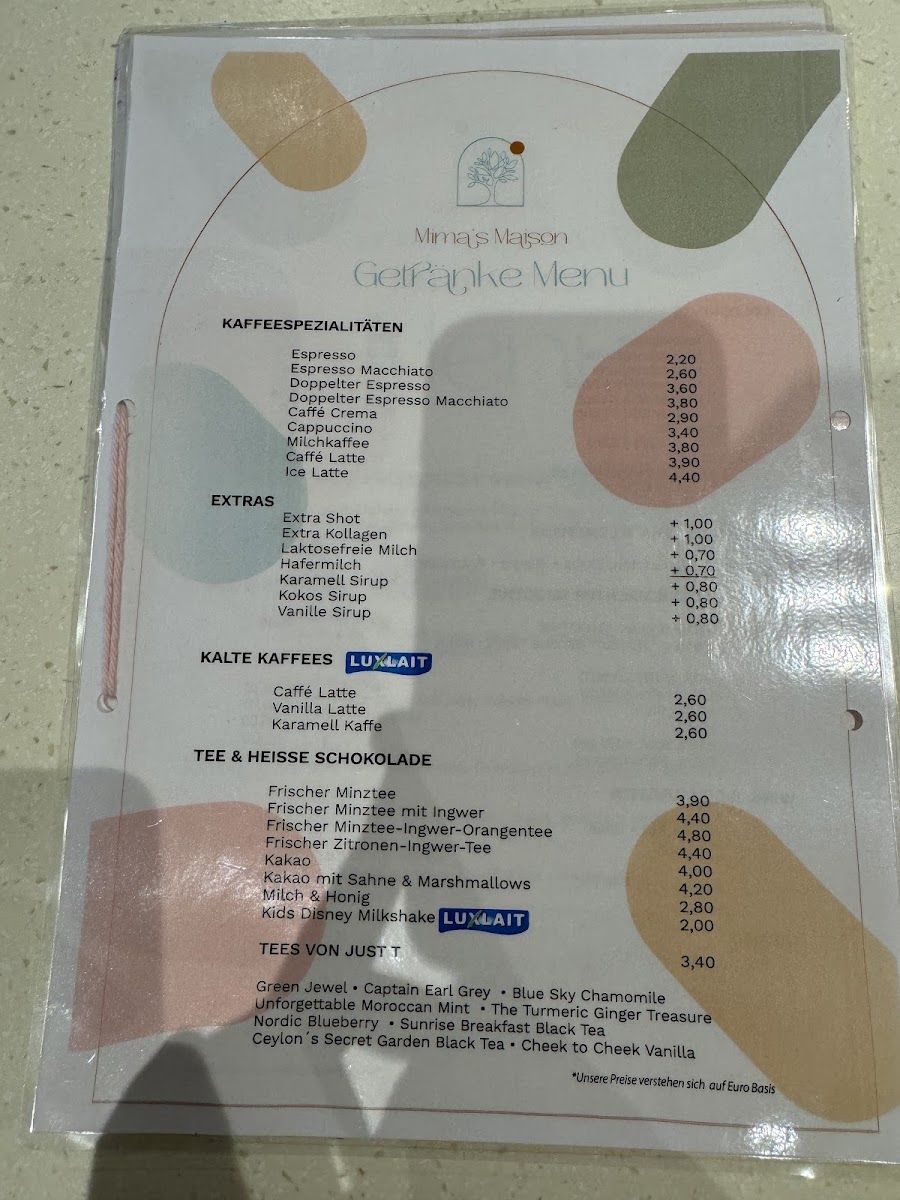 Mima's Maison
Getränke Menu
KAFFEESPEZIALITÄTEN
Espresso 2,20
Espresso Macchiato 2,60
Doppelter Espresso 3,60
Doppelter Espresso Macchiato 3,80
Caffé Crema 2,90
Cappuccino 3,40
Milchkaffee 3,80
Caffé Latte 3,90
Ice Latte 4,40
EXTRAS
Extra Shot + 1,00
Extra Kollagen + 1,00
Laktosefreie Milch + 0,70
Hafermilch + 0,70
Karamell Sirup + 0,80
Kokos Sirup + 0,80
Vanille Sirup + 0,80
KALTE KAFFEES LUXLAIT
Caffé Latte 2,60
Vanilla Latte 2,60
Karamell Kaffe 2,60
TEE & HEISSE SCHOKOLADE
Frischer Minztee 3,90
Frischer Minztee mit Ingwer 4,40
Frischer Minztee-Ingwer-Orangentee 4,80
Frischer Zitronen-Ingwer-Tee 4,40
Kakao 4,00
Kakao mit Sahne & Marshmallows 4,20
Milch & Honig 2,80
Kids Disney Milkshake LUXLAIT 2,00
TEES VON JUST T 3,40
Green Jewel • Captain Earl Grey • Blue Sky Chamomile
Unforgettable Moroccan Mint • The Turmeric Ginger Treasure
Nordic Blueberry • Sunrise Breakfast Black Tea
Ceylon´s Secret Garden Black Tea • Cheek to Cheek Vanilla
*Unsere Preise verstehen sich auf Euro Basis